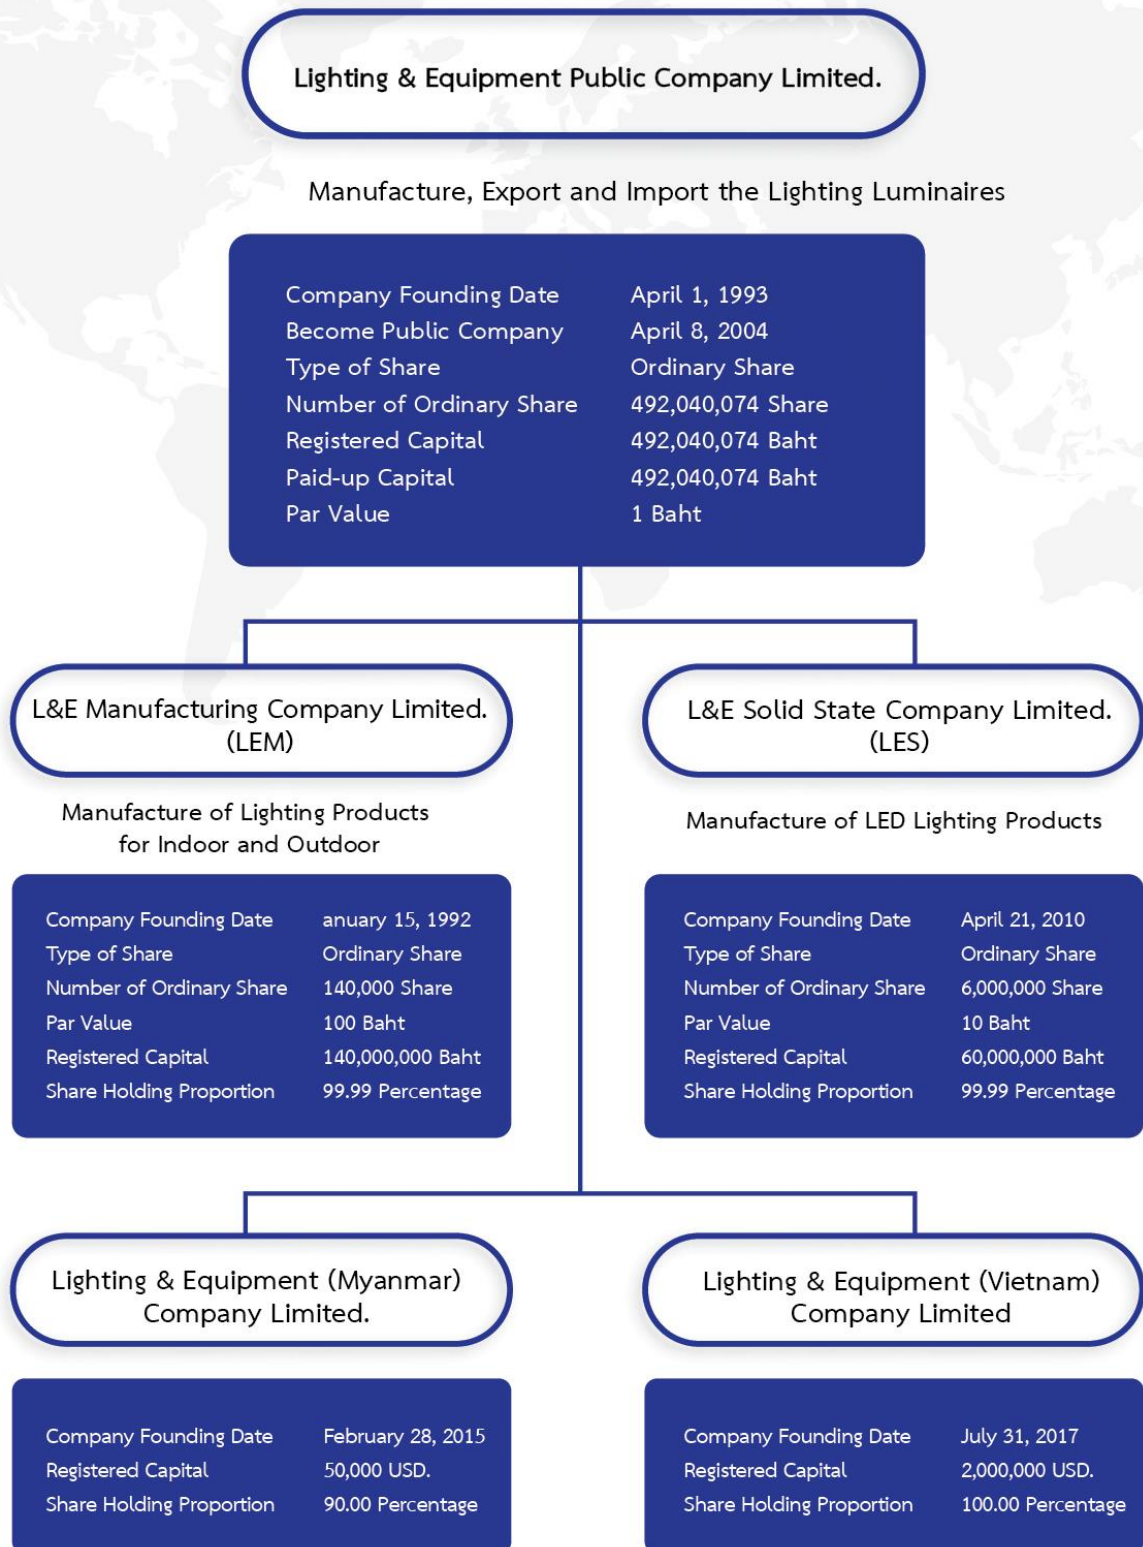 Lighting & Equipment Public Company Limited.
Manufacture, Export and Import the Lighting Luminaires
Company Founding Date April 1, 1993
Become Public Company April 8, 2004
Type of Share Ordinary Share
Number of Ordinary Share 492,040,074 Share
Registered Capital 492,040,074 Baht
Paid-up Capital 492,040,074 Baht
Par Value 1 Baht
L&E Manufacturing Company Limited.
(LEM)
Manufacture of Lighting Products
for Indoor and Outdoor
Company Founding Date anuary 15, 1992
Type of Share Ordinary Share
Number of Ordinary Share 140,000 Share
Par Value 100 Baht
Registered Capital 140,000,000 Baht
Share Holding Proportion 99.99 Percentage
L&E Solid State Company Limited.
(LES)
Manufacture of LED Lighting Products
Company Founding Date April 21, 2010
Type of Share Ordinary Share
Number of Ordinary Share 6,000,000 Share
Par Value 10 Baht
Registered Capital 60,000,000 Baht
Share Holding Proportion 99.99 Percentage
Lighting & Equipment (Myanmar)
Company Limited.
Company Founding Date February 28, 2015
Registered Capital 50,000 USD.
Share Holding Proportion 90.00 Percentage
Lighting & Equipment (Vietnam)
Company Limited
Company Founding Date July 31, 2017
Registered Capital 2,000,000 USD.
Share Holding Proportion 100.00 Percentage